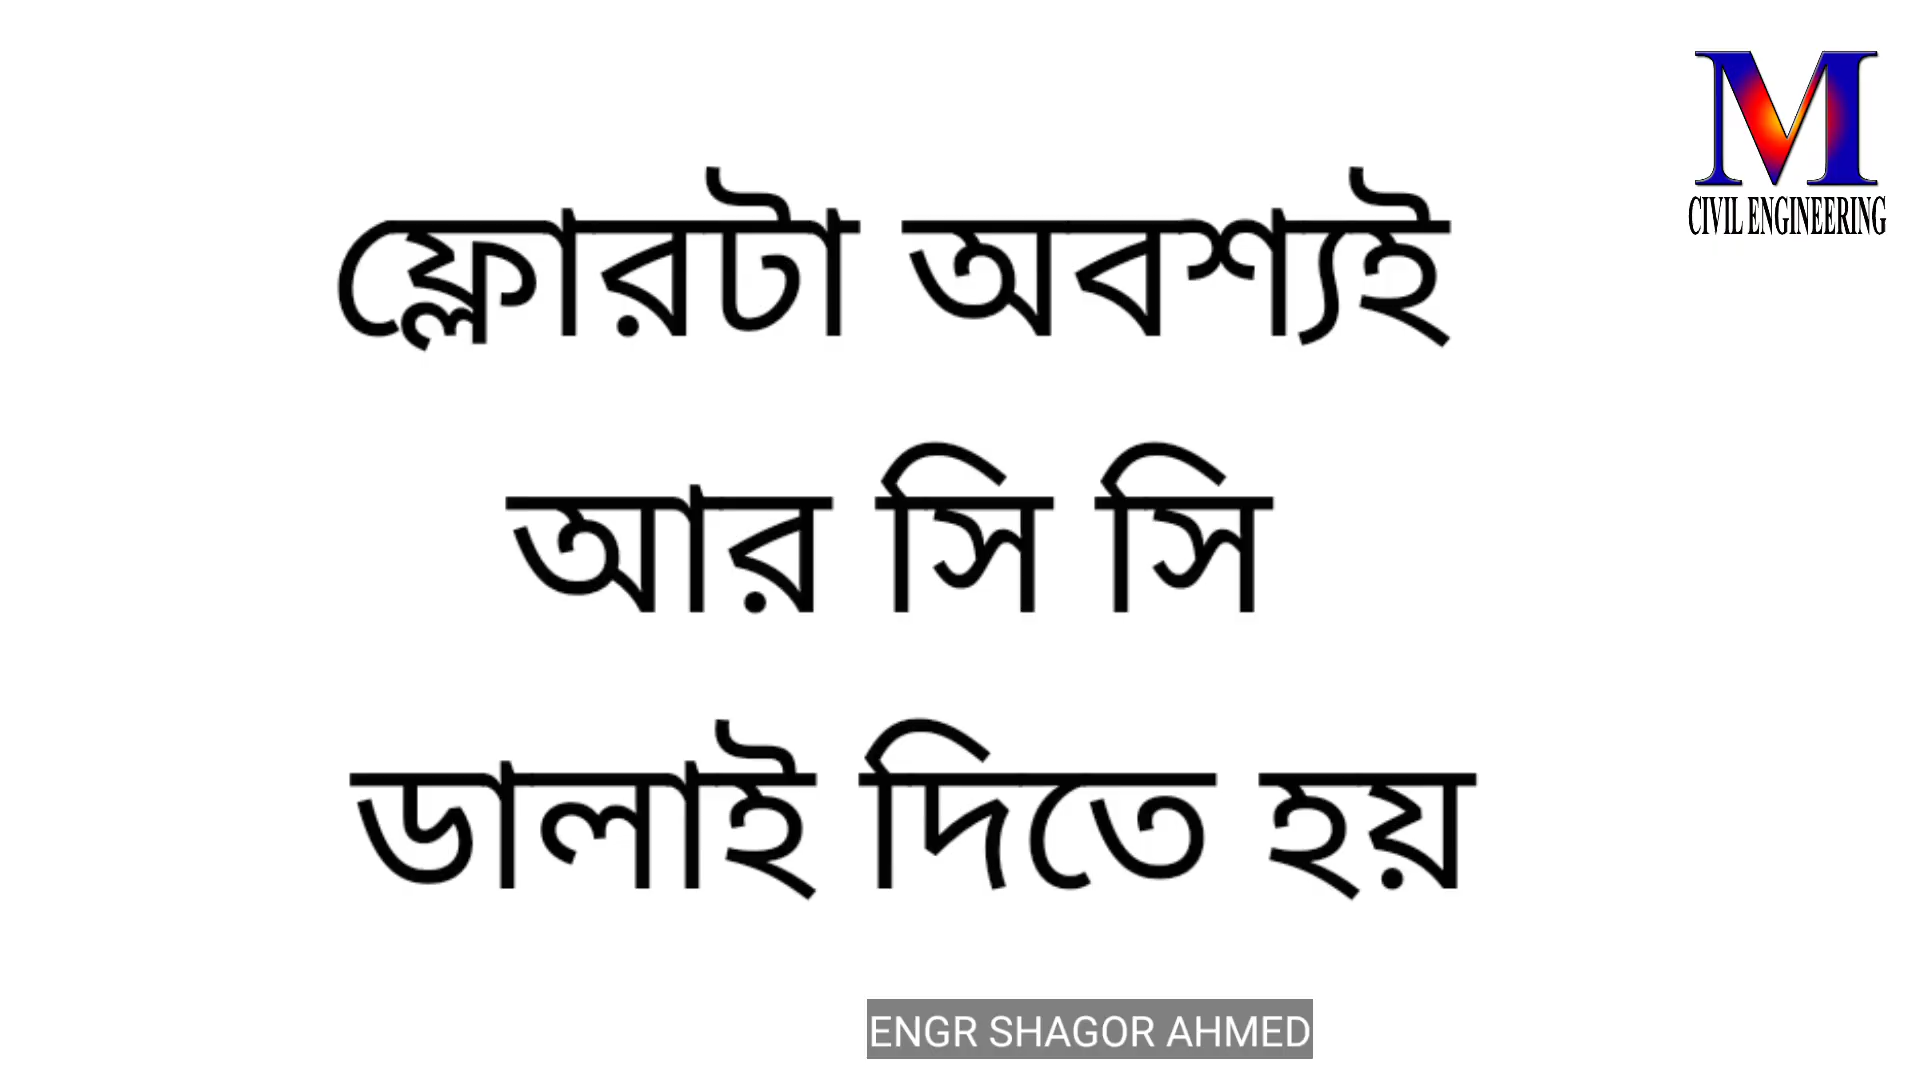 M
CIVIL ENGINEERING
ফ্লোরটা অবশ্যই
আর সি সি
ডালাই দিতে হয়
ENGR SHAGOR AHMED